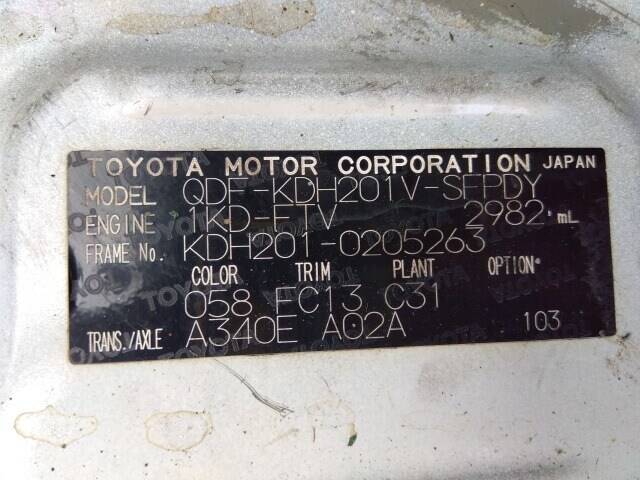 TOYOTA MOTOR CORPORATION JAPAN
MODEL QDF-KDH201V-SFPDY
ENGINE 1KD-FTV 2982 mL
FRAME No. KDH201-0205263
COLOR TRIM PLANT OPTION*
058 FC13 C31
TRANS./AXLE A340E A02A 103